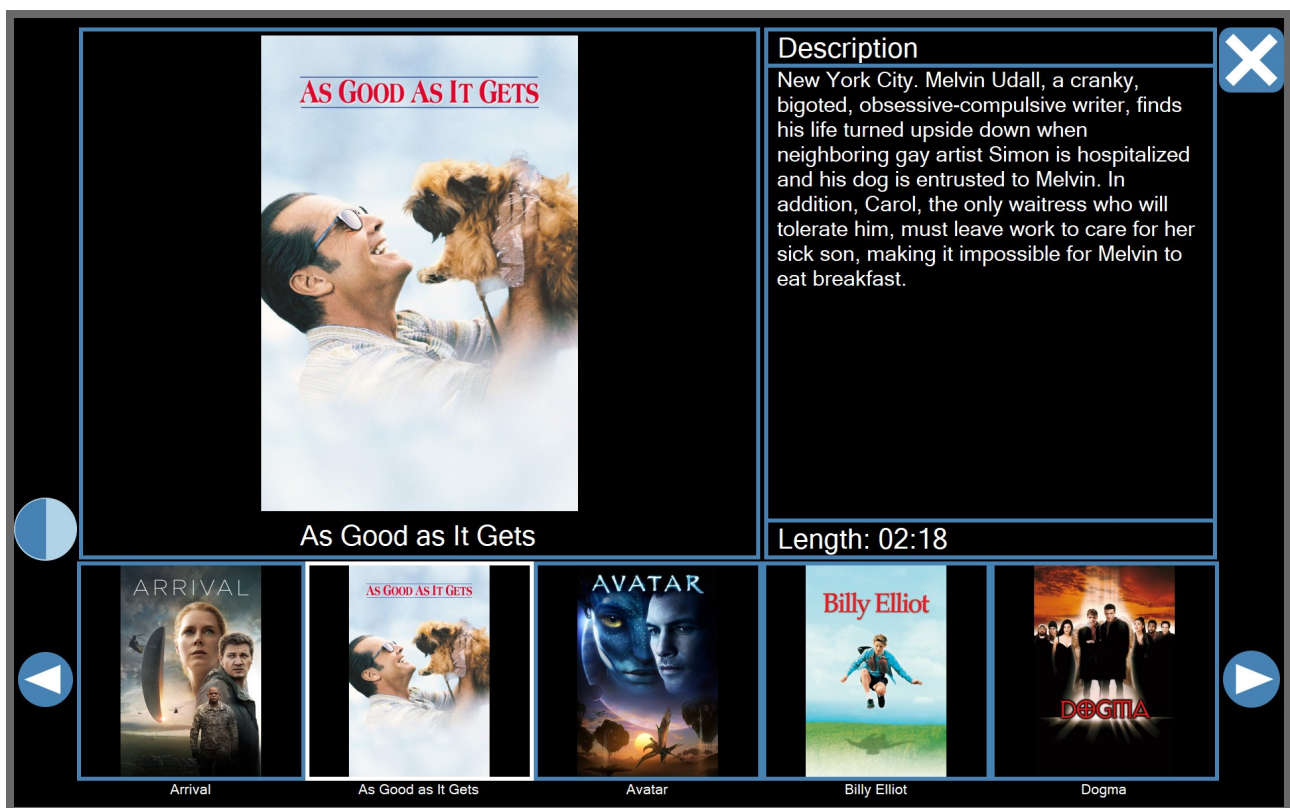 AS GOOD AS IT GETS
As Good as It Gets
Description
New York City. Melvin Udall, a cranky,
bigoted, obsessive-compulsive writer, finds
his life turned upside down when
neighboring gay artist Simon is hospitalized
and his dog is entrusted to Melvin. In
addition, Carol, the only waitress who will
tolerate him, must leave work to care for her
sick son, making it impossible for Melvin to
eat breakfast.
Length: 02:18
ARRIVAL
Arrival
AS GOOD AS IT GETS
As Good as It Gets
AVATAR
Avatar
Billy Elliot
Billy Elliot
DOGMA
Dogma